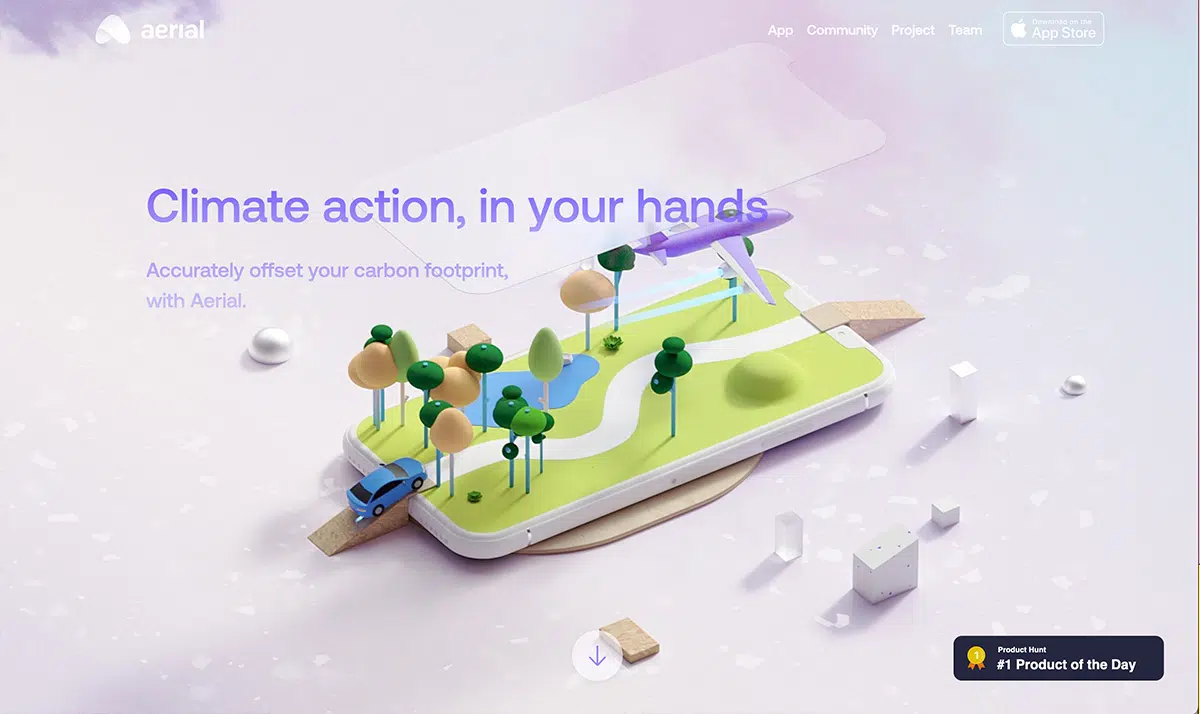 aerial
App Community Project Team
Download on the
App Store
Climate action, in your hands
Accurately offset your carbon footprint,
with Aerial.
1
Product Hunt
#1 Product of the Day